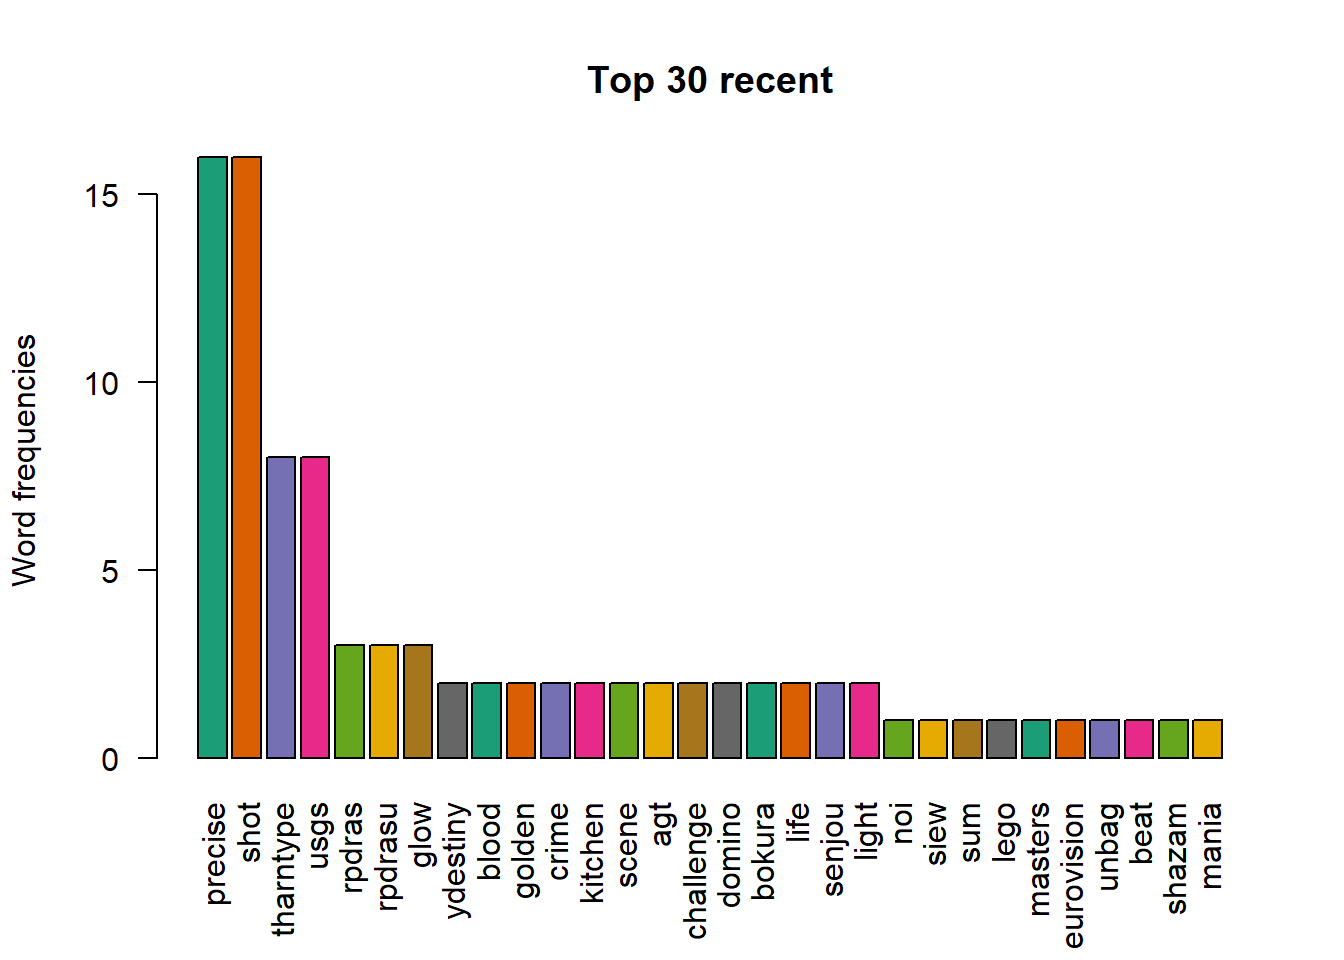 Top 30 recent
Word frequencies
15
10
5
0
precise
shot
tharntype
usgs
rpdras
rpdrasu
glow
ydestiny
blood
golden
crime
kitchen
scene
agt
challenge
domino
bokura
life
senjou
light
noi
siew
sum
lego
masters
eurovision
unbag
beat
shazam
mania